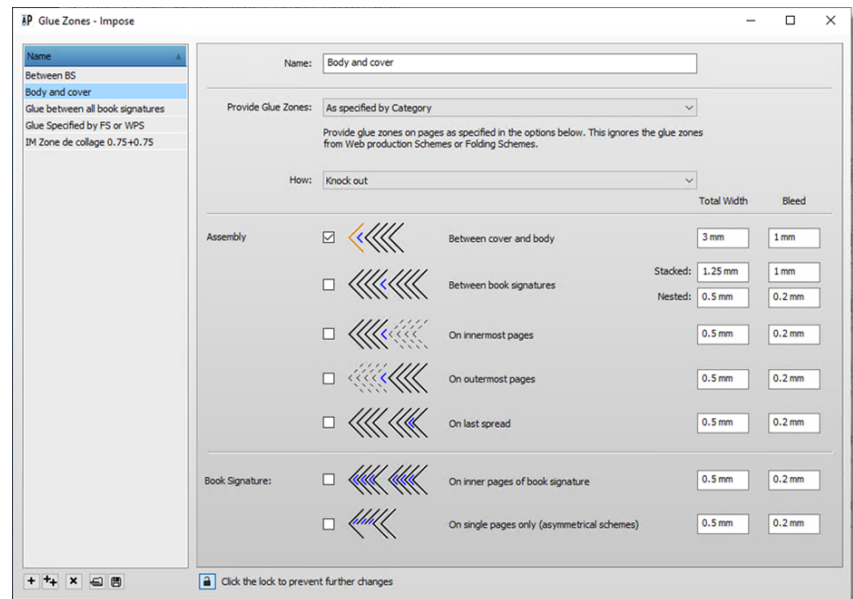 Glue Zones - Impose
Name
Between BS
Body and cover
Glue between all book signatures
Glue Specified by FS or WPS
IM Zone de collage 0.75+0.75
Name: Body and cover
Provide Glue Zones: As specified by Category
Provide glue zones on pages as specified in the options below. This ignores the glue zones
from Web production Schemes or Folding Schemes.
How: Knock out
Total Width Bleed
Assembly Between cover and body 3 mm 1 mm
Stacked: 1.25 mm 1 mm
Between book signatures
Nested: 0.5 mm 0.2 mm
On innermost pages 0.5 mm 0.2 mm
On outermost pages 0.5 mm 0.2 mm
On last spread 0.5 mm 0.2 mm
Book Signature: On inner pages of book signature 0.5 mm 0.2 mm
On single pages only (asymmetrical schemes) 0.5 mm 0.2 mm
Click the lock to prevent further changes